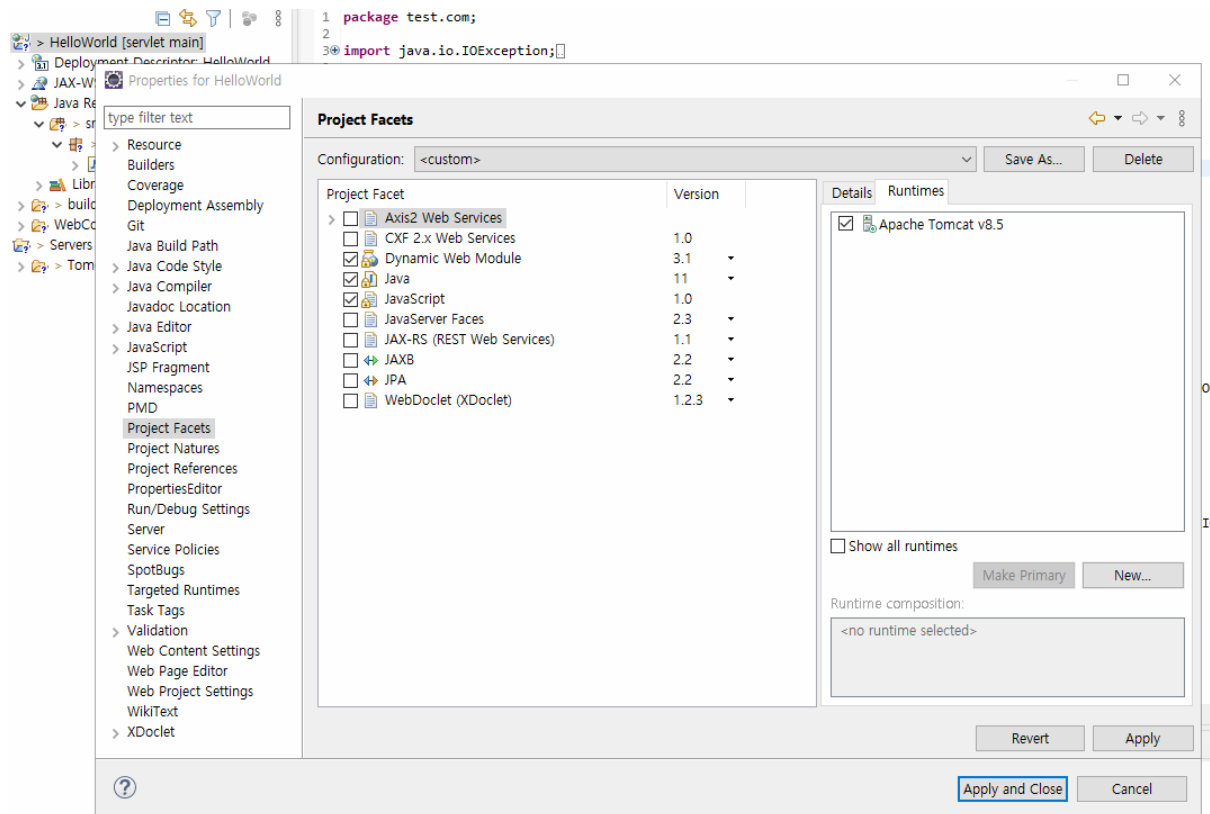 1 package test.com;
2
3 import java.io.IOException;
> HelloWorld [servlet main]
Deployment Descriptor: HelloWorld
JAX-W
Java Re
> sr
>
Libr
> build
> WebCo
> Servers
> Tom
Properties for HelloWorld
type filter text
Resource
Builders
Coverage
Deployment Assembly
Git
Java Build Path
Java Code Style
Java Compiler
Javadoc Location
Java Editor
JavaScript
JSP Fragment
Namespaces
PMD
Project Facets
Project Natures
Project References
PropertiesEditor
Run/Debug Settings
Server
Service Policies
SpotBugs
Targeted Runtimes
Task Tags
Validation
Web Content Settings
Web Page Editor
Web Project Settings
WikiText
XDoclet
Project Facets
Configuration: <custom> Save As... Delete
Project Facet Version
Axis2 Web Services
CXF 2.x Web Services 1.0
Dynamic Web Module 3.1
Java 11
JavaScript 1.0
JavaServer Faces 2.3
JAX-RS (REST Web Services) 1.1
JAXB 2.2
JPA 2.2
WebDoclet (XDoclet) 1.2.3
Details Runtimes
Apache Tomcat v8.5
Show all runtimes
Make Primary New...
Runtime composition:
<no runtime selected>
Revert Apply
Apply and Close Cancel